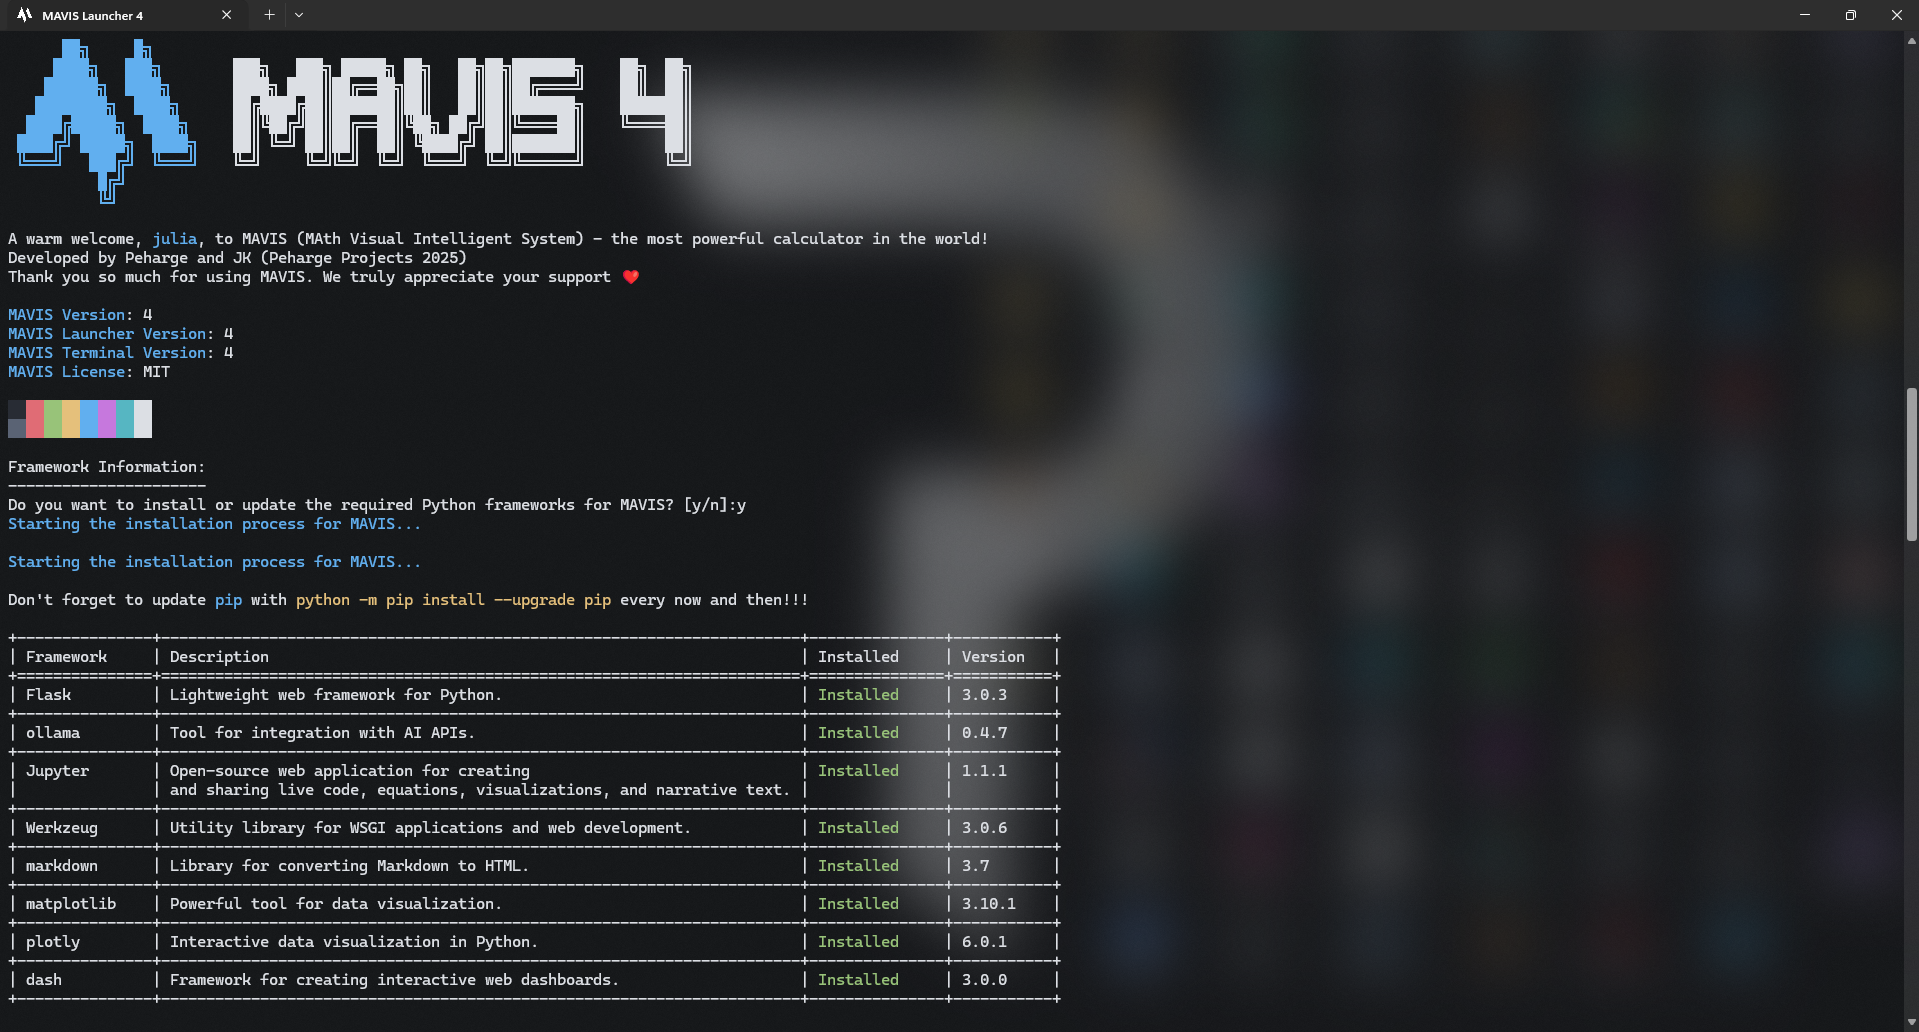 MAVIS Launcher 4
MAVIS 4
A warm welcome, julia, to MAVIS (MAth Visual Intelligent System) – the most powerful calculator in the world!
Developed by Peharge and JK (Peharge Projects 2025)
Thank you so much for using MAVIS. We truly appreciate your support ❤️
MAVIS Version: 4
MAVIS Launcher Version: 4
MAVIS Terminal Version: 4
MAVIS License: MIT
Framework Information:
----------------------
Do you want to install or update the required Python frameworks for MAVIS? [y/n]:y
Starting the installation process for MAVIS...
Starting the installation process for MAVIS...
Don't forget to update pip with python -m pip install --upgrade pip every now and then!!!
| Framework | Description | Installed | Version |
| Flask | Lightweight web framework for Python. | Installed | 3.0.3 |
| ollama | Tool for integration with AI APIs. | Installed | 0.4.7 |
| Jupyter | Open-source web application for creating | Installed | 1.1.1 |
| | and sharing live code, equations, visualizations, and narrative text. | | |
| Werkzeug | Utility library for WSGI applications and web development. | Installed | 3.0.6 |
| markdown | Library for converting Markdown to HTML. | Installed | 3.7 |
| matplotlib | Powerful tool for data visualization. | Installed | 3.10.1 |
| plotly | Interactive data visualization in Python. | Installed | 6.0.1 |
| dash | Framework for creating interactive web dashboards. | Installed | 3.0.0 |